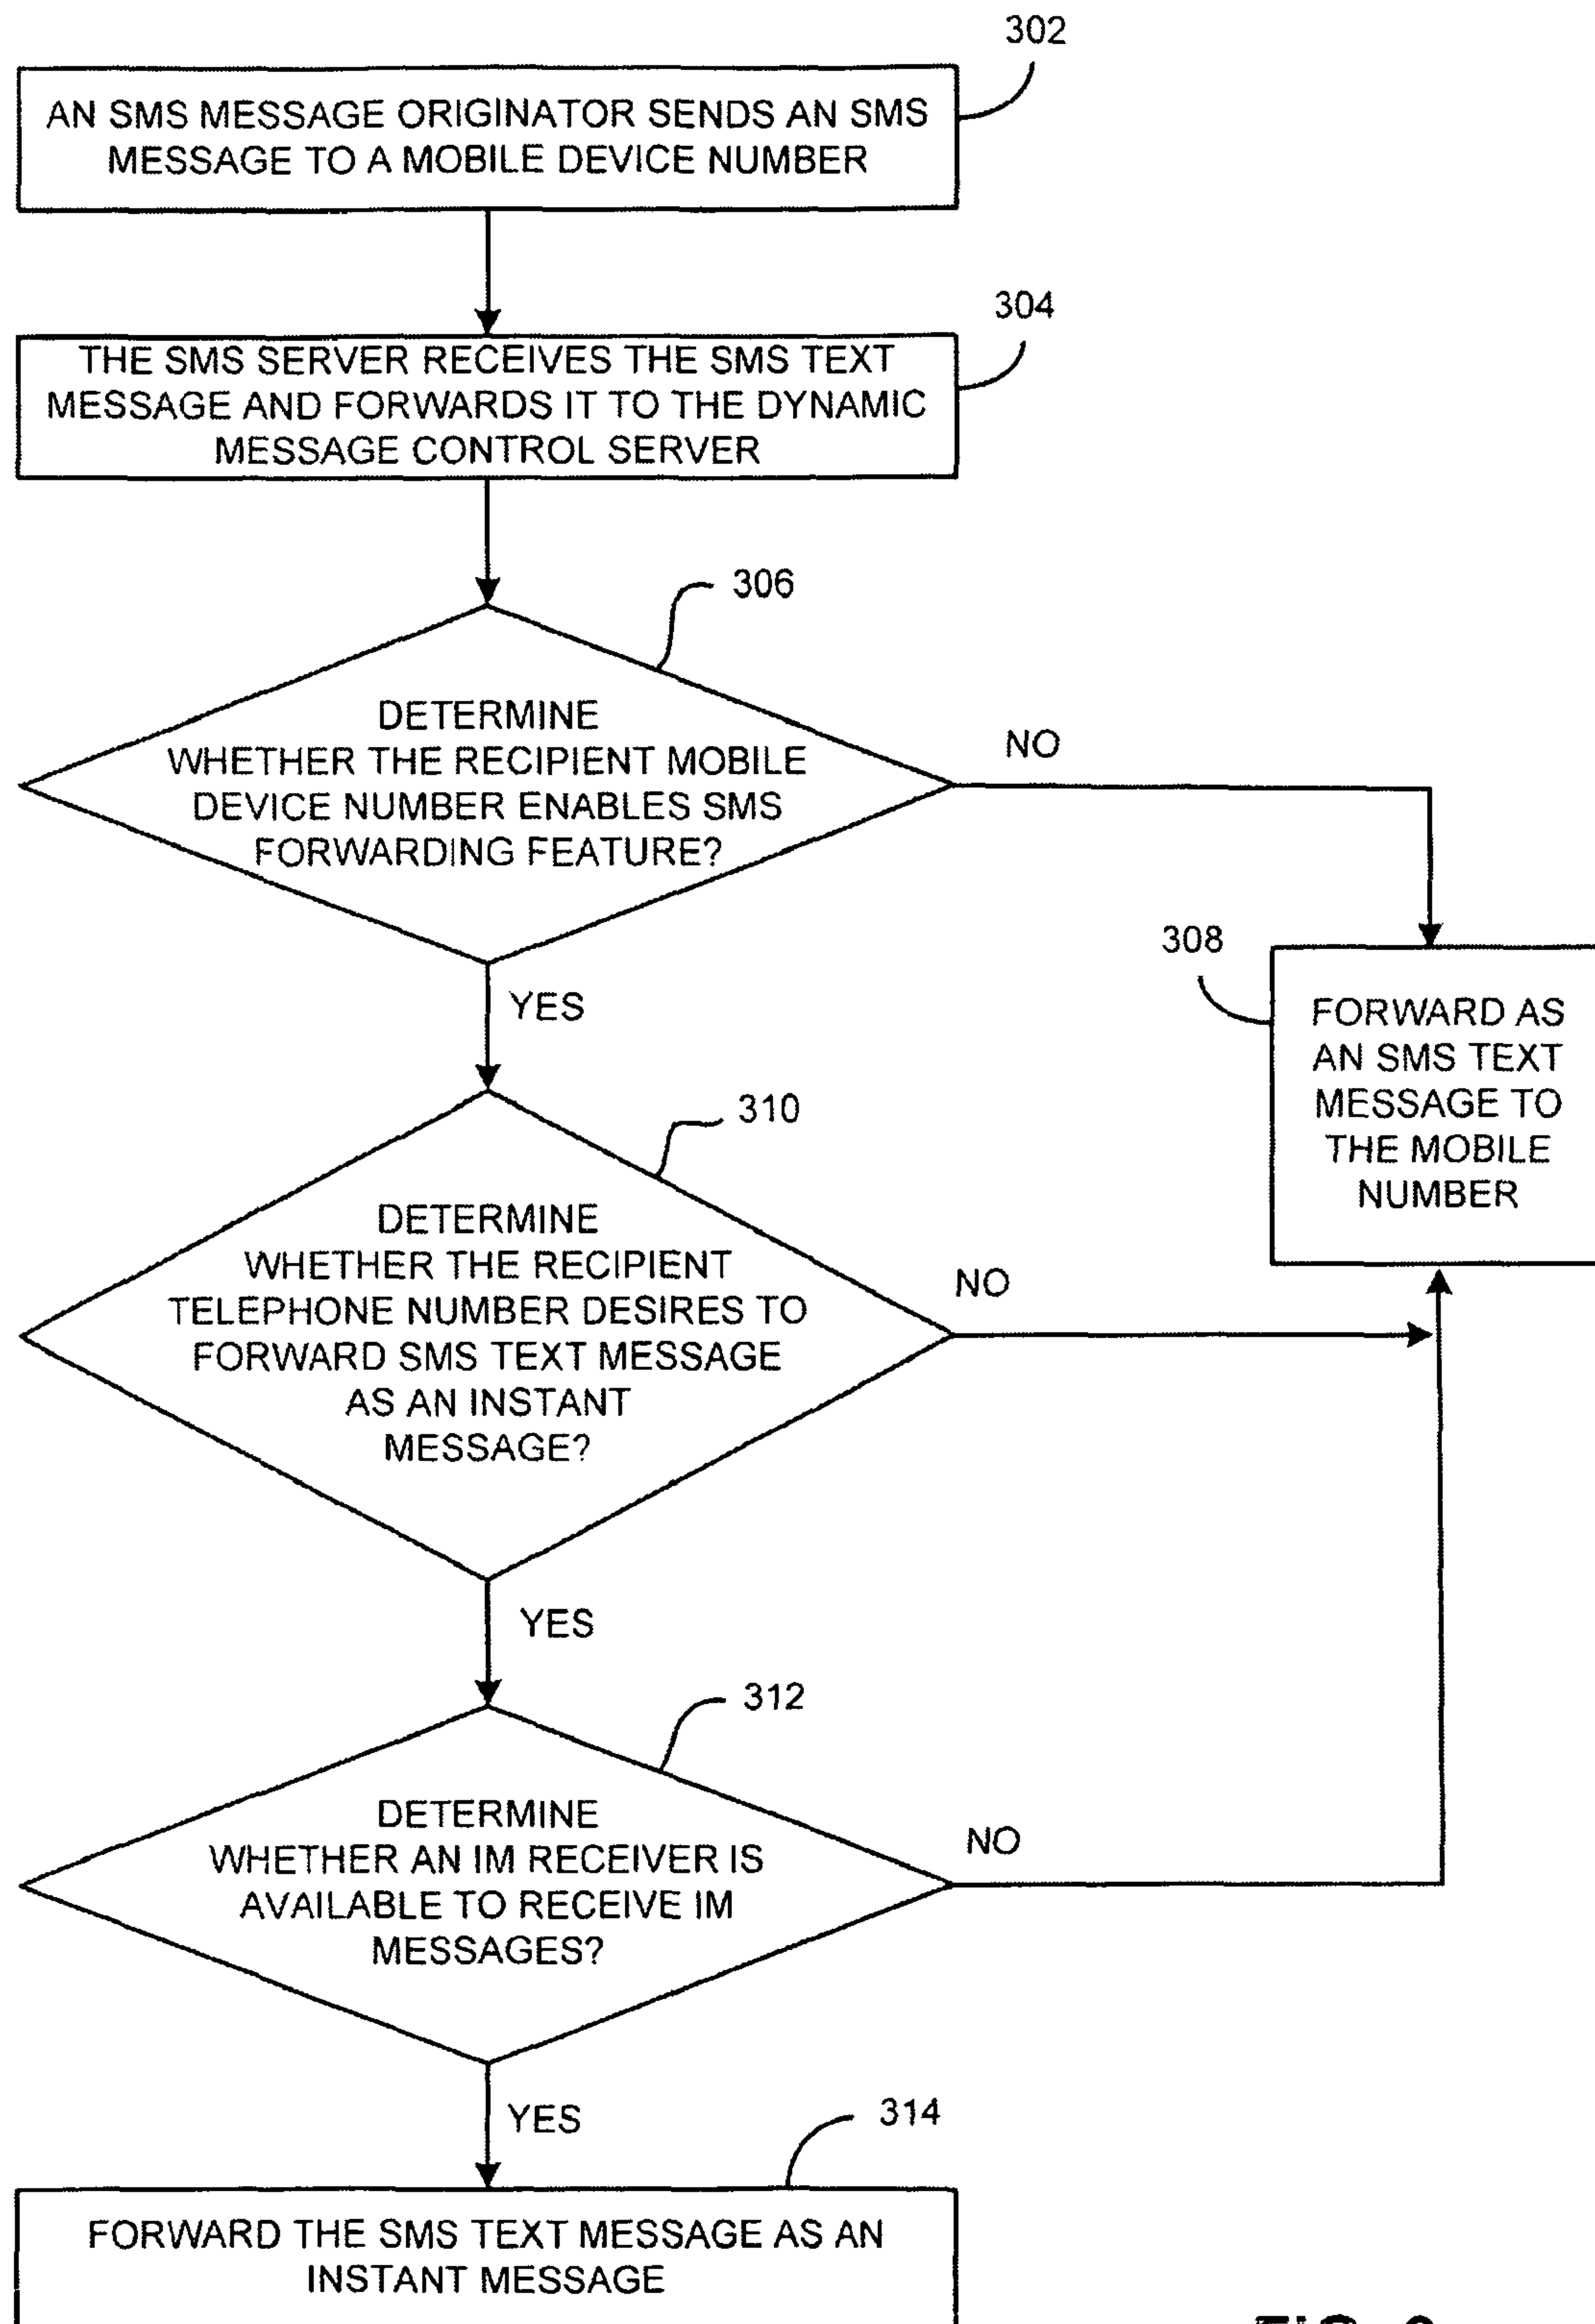 302
AN SMS MESSAGE ORIGINATOR SENDS AN SMS
MESSAGE TO A MOBILE DEVICE NUMBER
304
THE SMS SERVER RECEIVES THE SMS TEXT
MESSAGE AND FORWARDS IT TO THE DYNAMIC
MESSAGE CONTROL SERVER
306
DETERMINE
WHETHER THE RECIPIENT MOBILE
DEVICE NUMBER ENABLES SMS
FORWARDING FEATURE?
NO
YES
308
FORWARD AS
AN SMS TEXT
MESSAGE TO
THE MOBILE
NUMBER
310
DETERMINE
WHETHER THE RECIPIENT
TELEPHONE NUMBER DESIRES TO
FORWARD SMS TEXT MESSAGE
AS AN INSTANT
MESSAGE?
NO
YES
312
DETERMINE
WHETHER AN IM RECEIVER IS
AVAILABLE TO RECEIVE IM
MESSAGES?
NO
YES
314
FORWARD THE SMS TEXT MESSAGE AS AN
INSTANT MESSAGE